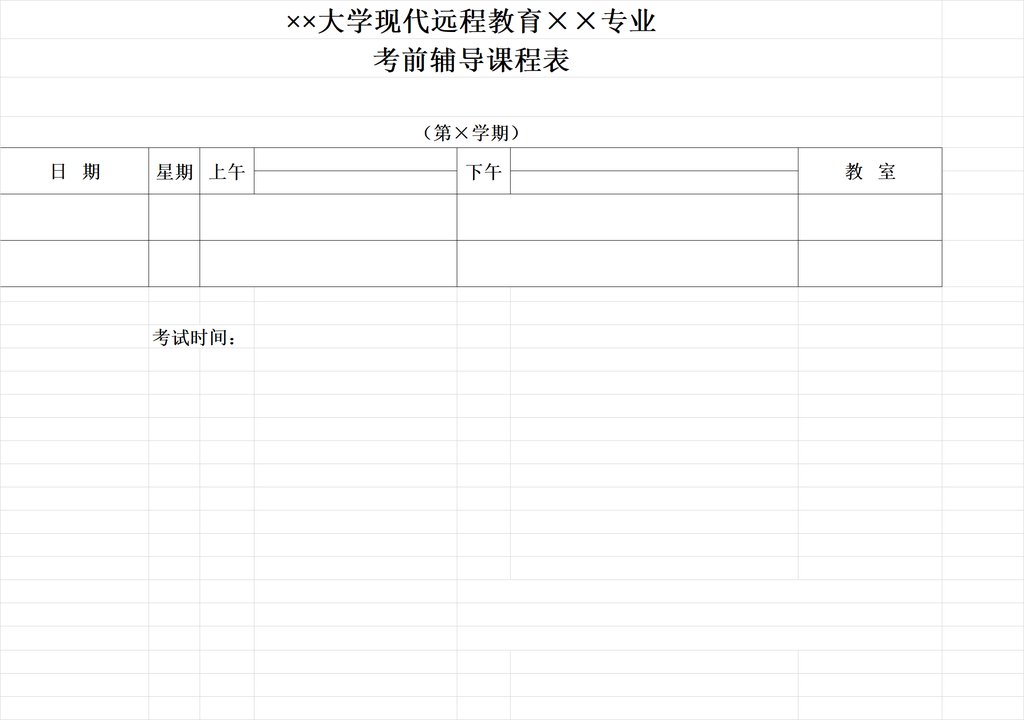 ××大学现代远程教育××专业
考前辅导课程表
（第×学期）
日 期 星期 上午 下午 教 室
考试时间：